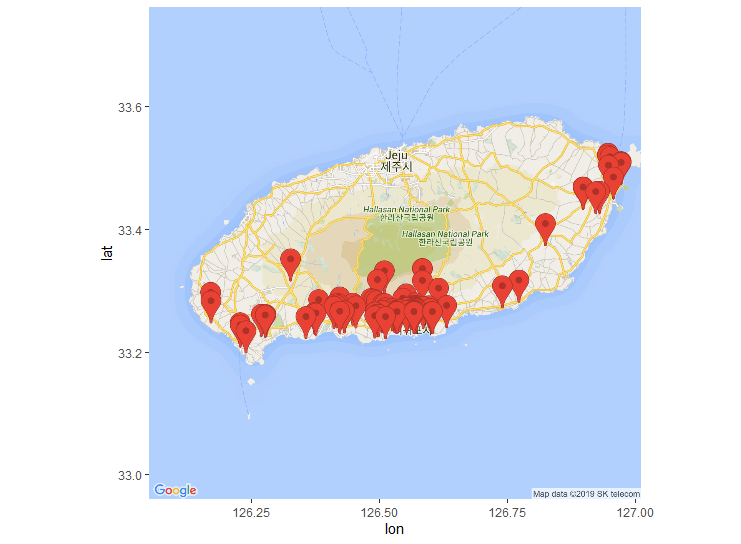 33.6
33.4
33.2
33.0
lat
Jeju
제주시
Hallasan National Park
한라산국립공원
Hallasan National Park
한라산국립공원
Google
Map data ©2019 SK telecom
126.25
126.50
126.75
127.00
lon